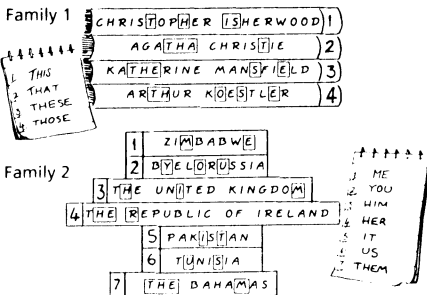 Family 1
CHRISTOPHER ISHERWOOD 1
AGATHA CHRISTIE 2
KATHERINE MANSFIELD 3
ARTHUR KOESTLER 4
1. THIS
2 THAT
3 THESE
4 THOSE
Family 2
1 ZIMBABWE
2 BYELORUSSIA
3 THE UNITED KINGDOM
4 THE REPUBLIC OF IRELAND
5 PAKISTAN
6 TUNISIA
7 THE BAHAMAS
1 ME
2 YOU
3 HIM
4 HER
5 IT
6 US
7 THEM